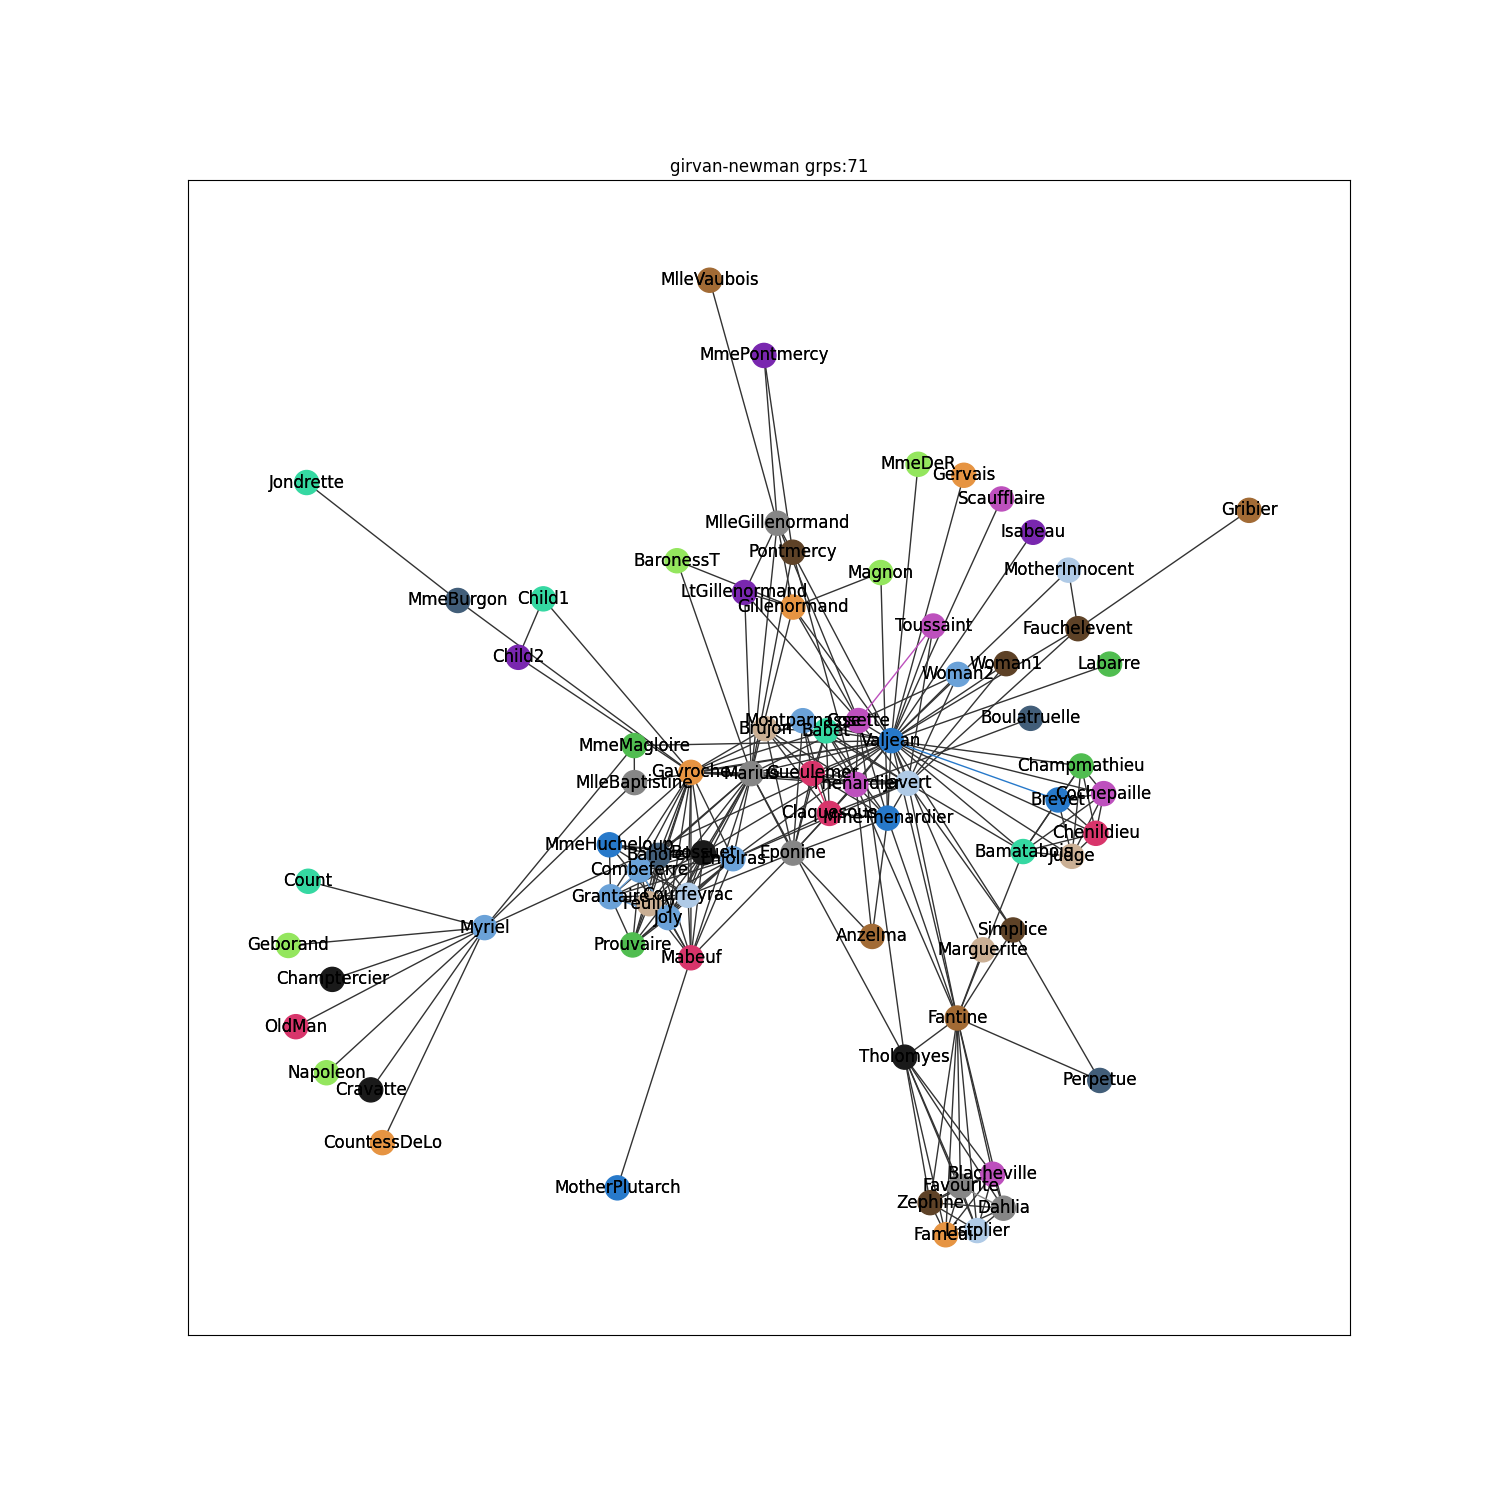 girvan-newman grps:71
MlleVaubois
MmePontmercy
MmeDeR
Gervais
Jondrette
Scaufflaire
Gribier
MlleGillenormand
Isabeau
Pontmercy
BaronessT
Magnon
MotherInnocent
LtGillenormand
MmeBurgon
Child1
Gillenormand
Toussaint
Fauchelevent
Child2
Woman1
Labarre
Woman2
Montparnasse
Cosette
Boulatruelle
Brujon
Babet
Valjean
MmeMagloire
Champmathieu
Gavroche
Marius
Gueulemer
MlleBaptistine
Thenardier
Javert
Cochepaille
Brevet
Claquesous
MmeThenardier
Chenildieu
MmeHucheloup
Bahorel
Bossuet
Enjolras
Eponine
Bamatabois
Judge
Combeferre
Count
Grantaire
Courfeyrac
Feuilly
Joly
Myriel
Anzelma
Simplice
Geborand
Prouvaire
Marguerite
Mabeuf
Champtercier
Fantine
OldMan
Tholomyes
Napoleon
Perpetue
Cravatte
CountessDeLo
Blacheville
Favourite
MotherPlutarch
Zephine
Dahlia
Listolier
Fameuil